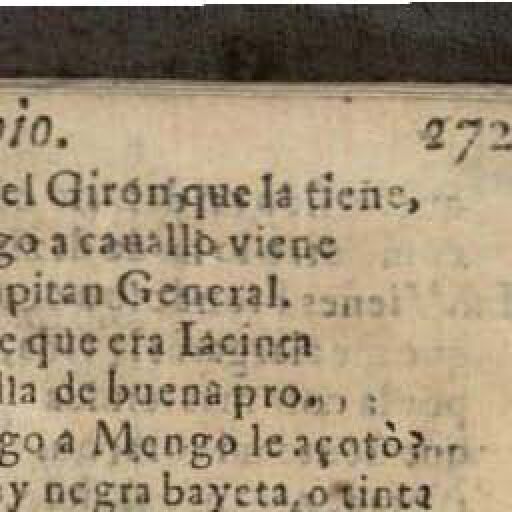 pio. 272
el Giron, que la tiene,
go a cauallo viene
pitan General.
e que era Iacinta
lla de buena pro.
go a Mengo le açotò?
y negra bayeta, o tinta